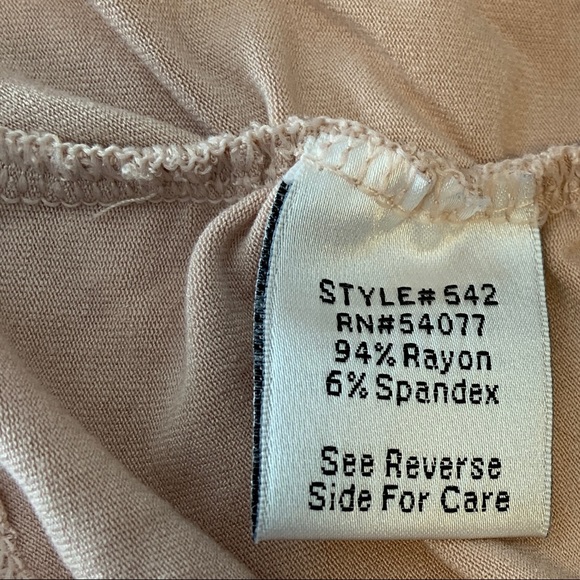 STYLE# 542
RN#54077
94% Rayon
6% Spandex
See Reverse
Side For Care